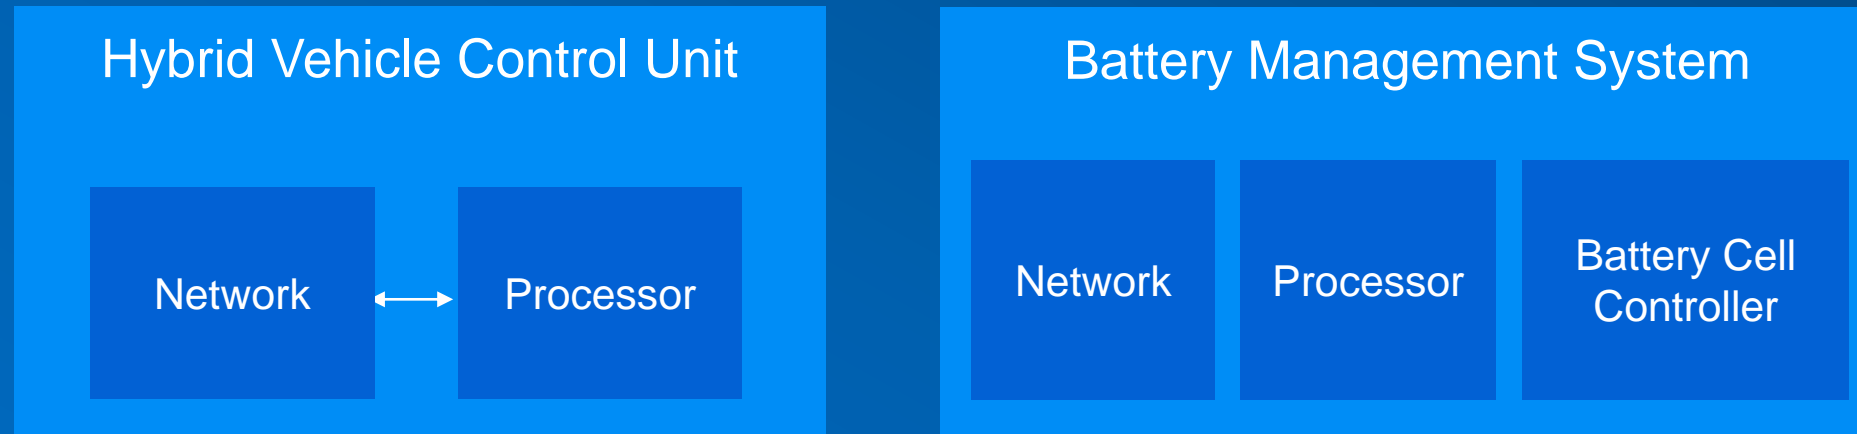 Hybrid Vehicle Control Unit
Network
Processor
Battery Management System
Network
Processor
Battery Cell
Controller